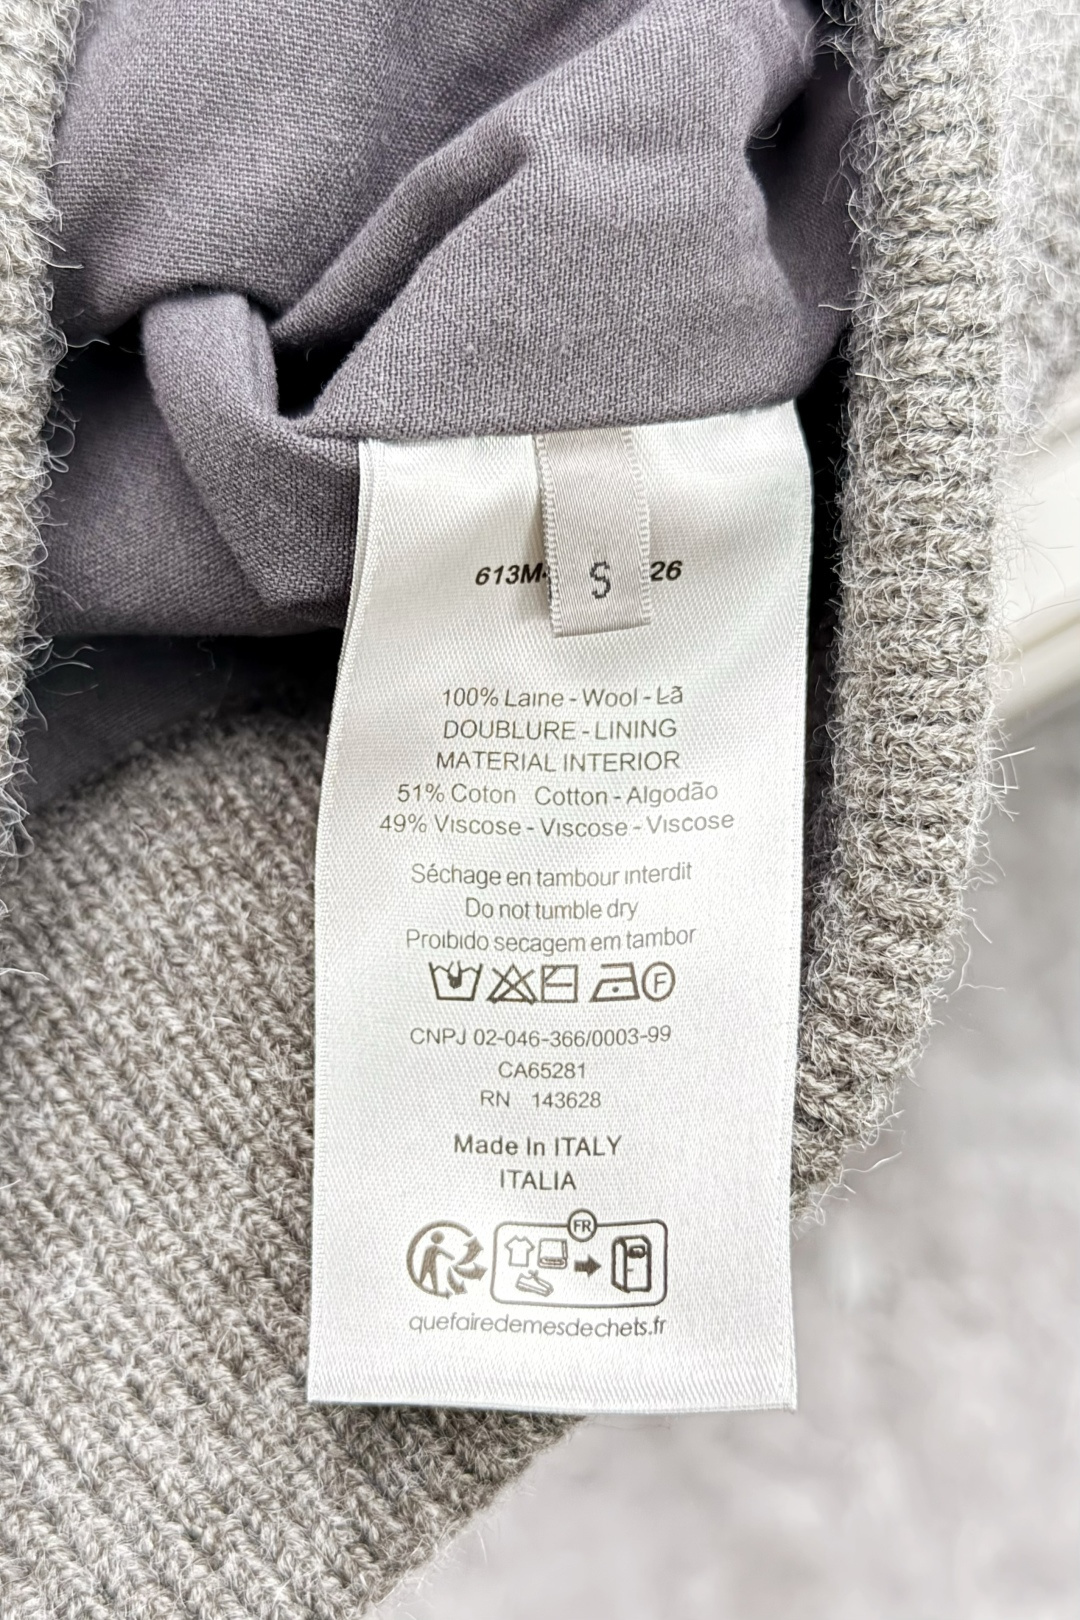 613M- S 26
100% Laine - Wool - Lã
DOUBLURE - LINING
MATERIAL INTERIOR
51% Coton Cotton - Algodão
49% Viscose - Viscose - Viscose
Séchage en tambour interdit
Do not tumble dry
Proibido secagem em tambor
F
CNPJ 02-046-366/0003-99
CA65281
RN 143628
Made In ITALY
ITALIA
FR
quefairedemesdechets.fr